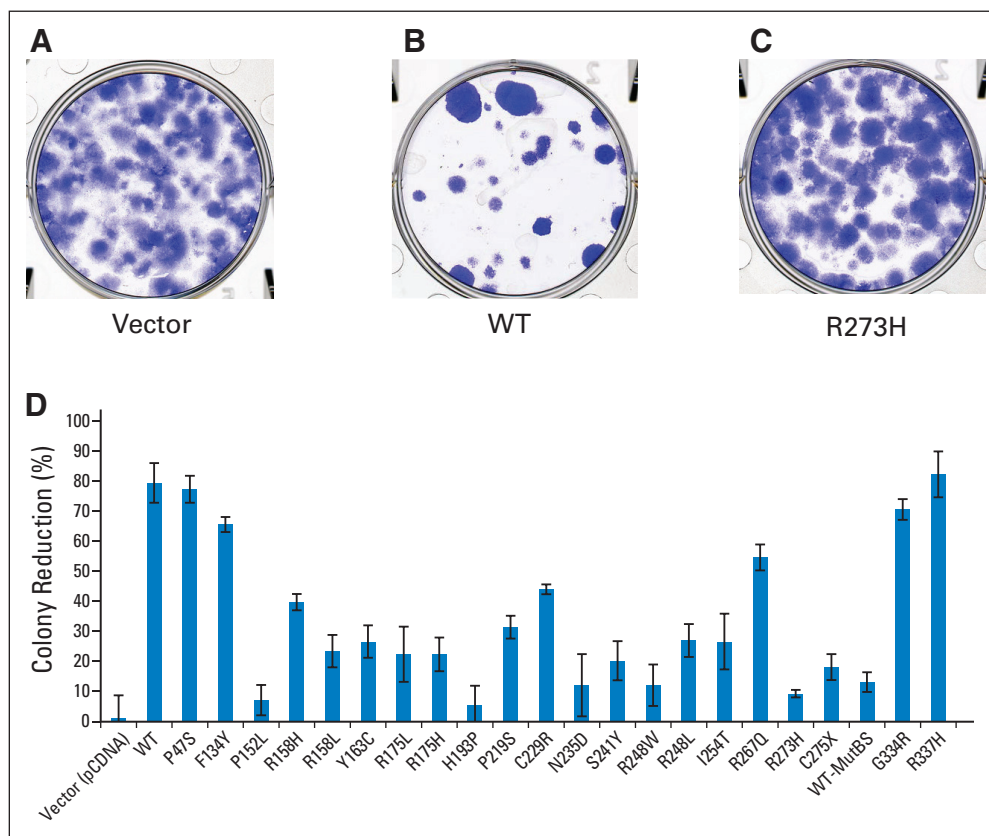 A
B
C
Vector
WT
R273H
D
Colony Reduction (%)
100
90
80
70
60
50
40
30
20
10
0
Vector (pCDNA)
WT
P47S
F134Y
P152L
R158H
R158L
Y163C
R175L
R175H
H193P
P219S
C229R
N235D
S241Y
R248W
R248L
I254T
R267Q
R273H
C275X
WT-MutBS
G334R
R337H